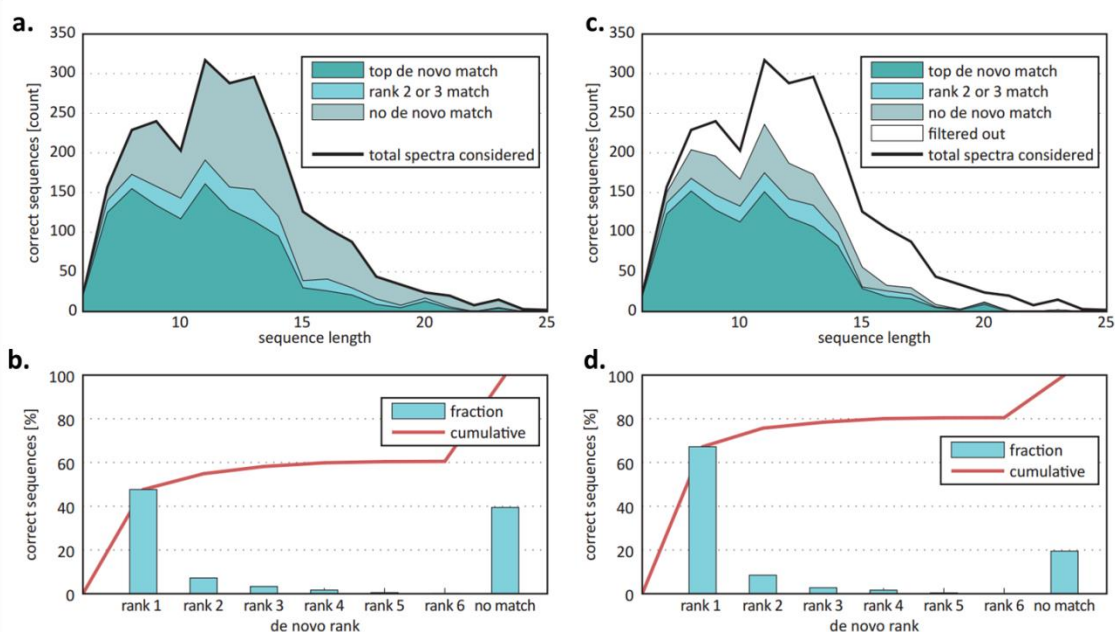 a.
350
300
250
200
150
100
50
0
correct sequences [count]
top de novo match
rank 2 or 3 match
no de novo match
total spectra considered
10
15
20
25
sequence length
c.
350
300
250
200
150
100
50
0
correct sequences [count]
top de novo match
rank 2 or 3 match
no de novo match
filtered out
total spectra considered
10
15
20
25
sequence length
b.
100
80
60
40
20
0
correct sequences [%]
fraction
cumulative
rank 1
rank 2
rank 3
rank 4
rank 5
rank 6
no match
de novo rank
d.
100
80
60
40
20
0
correct sequences [%]
fraction
cumulative
rank 1
rank 2
rank 3
rank 4
rank 5
rank 6
no match
de novo rank